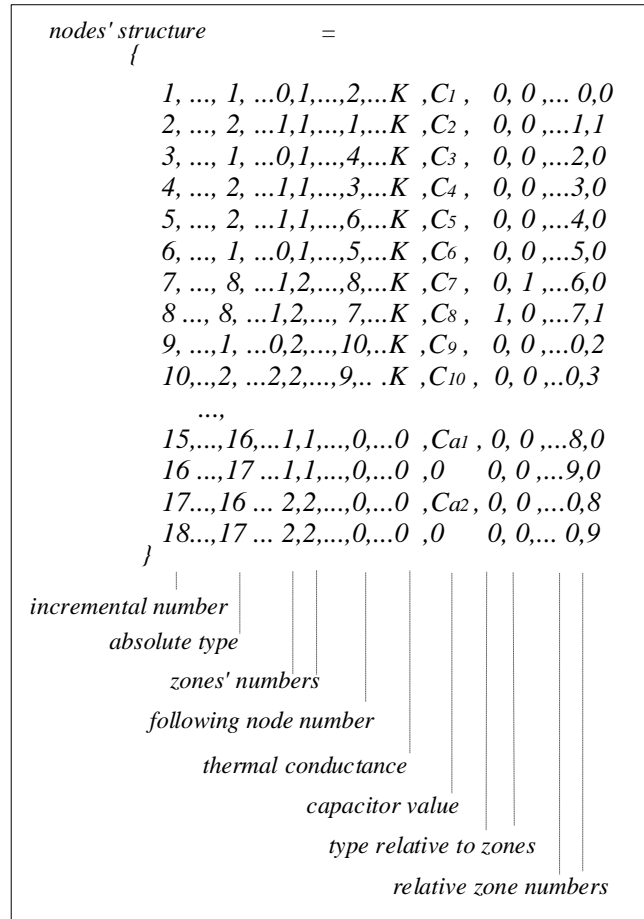 nodes' structure =
{
1, ..., 1, ...0,1,...,2,...K ,C1 , 0, 0 ,... 0,0
2, ..., 2, ...1,1,...,1,...K ,C2 , 0, 0 ,...1,1
3, ..., 1, ...0,1,...,4,...K ,C3 , 0, 0 ,...2,0
4, ..., 2, ...1,1,...,3,...K ,C4 , 0, 0 ,...3,0
5, ..., 2, ...1,1,...,6,...K ,C5 , 0, 0 ,...4,0
6, ..., 1, ...0,1,...,5,...K ,C6 , 0, 0 ,...5,0
7, ..., 8, ...1,2,...,8,...K ,C7 , 0, 1 ,...6,0
8 ..., 8, ...1,2,..., 7,...K ,C8 , 1, 0 ,...7,1
9, ...,1, ...0,2,...,10,..K ,C9 , 0, 0 ,...0,2
10,..,2, ...2,2,...,9,.. .K ,C10 , 0, 0 ,..0,3
...,
15,...,16,...1,1,...,0,...0 ,Ca1 , 0, 0 ,...8,0
16 ...,17 ...1,1,...,0,...0 ,0 0, 0 ,...9,0
17...,16 ... 2,2,...,0,...0 ,Ca2 , 0, 0 ,...0,8
18...,17 ... 2,2,...,0,...0 ,0 0, 0,... 0,9
}
incremental number
absolute type
zones' numbers
following node number
thermal conductance
capacitor value
type relative to zones
relative zone numbers